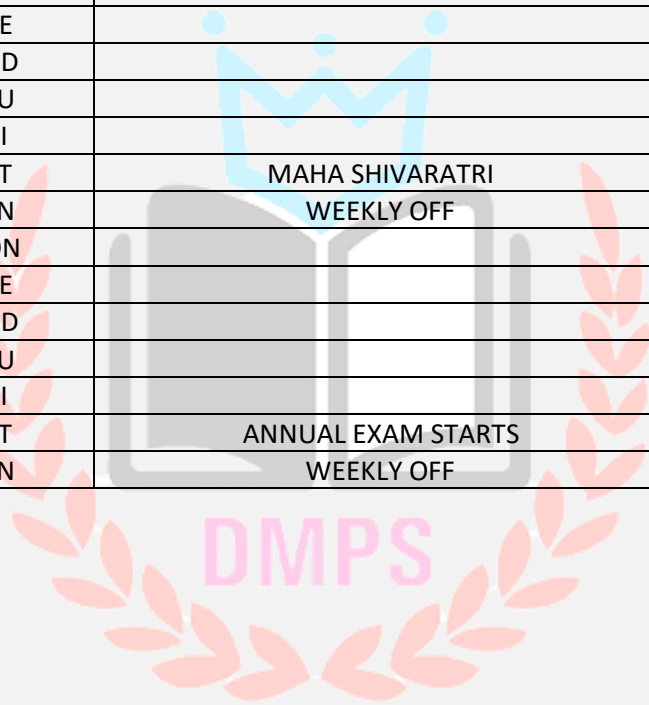 E
D
U
I
T MAHA SHIVARATRI
N WEEKLY OFF
ON
E
D
U
I
T ANNUAL EXAM STARTS
N WEEKLY OFF
DMPS